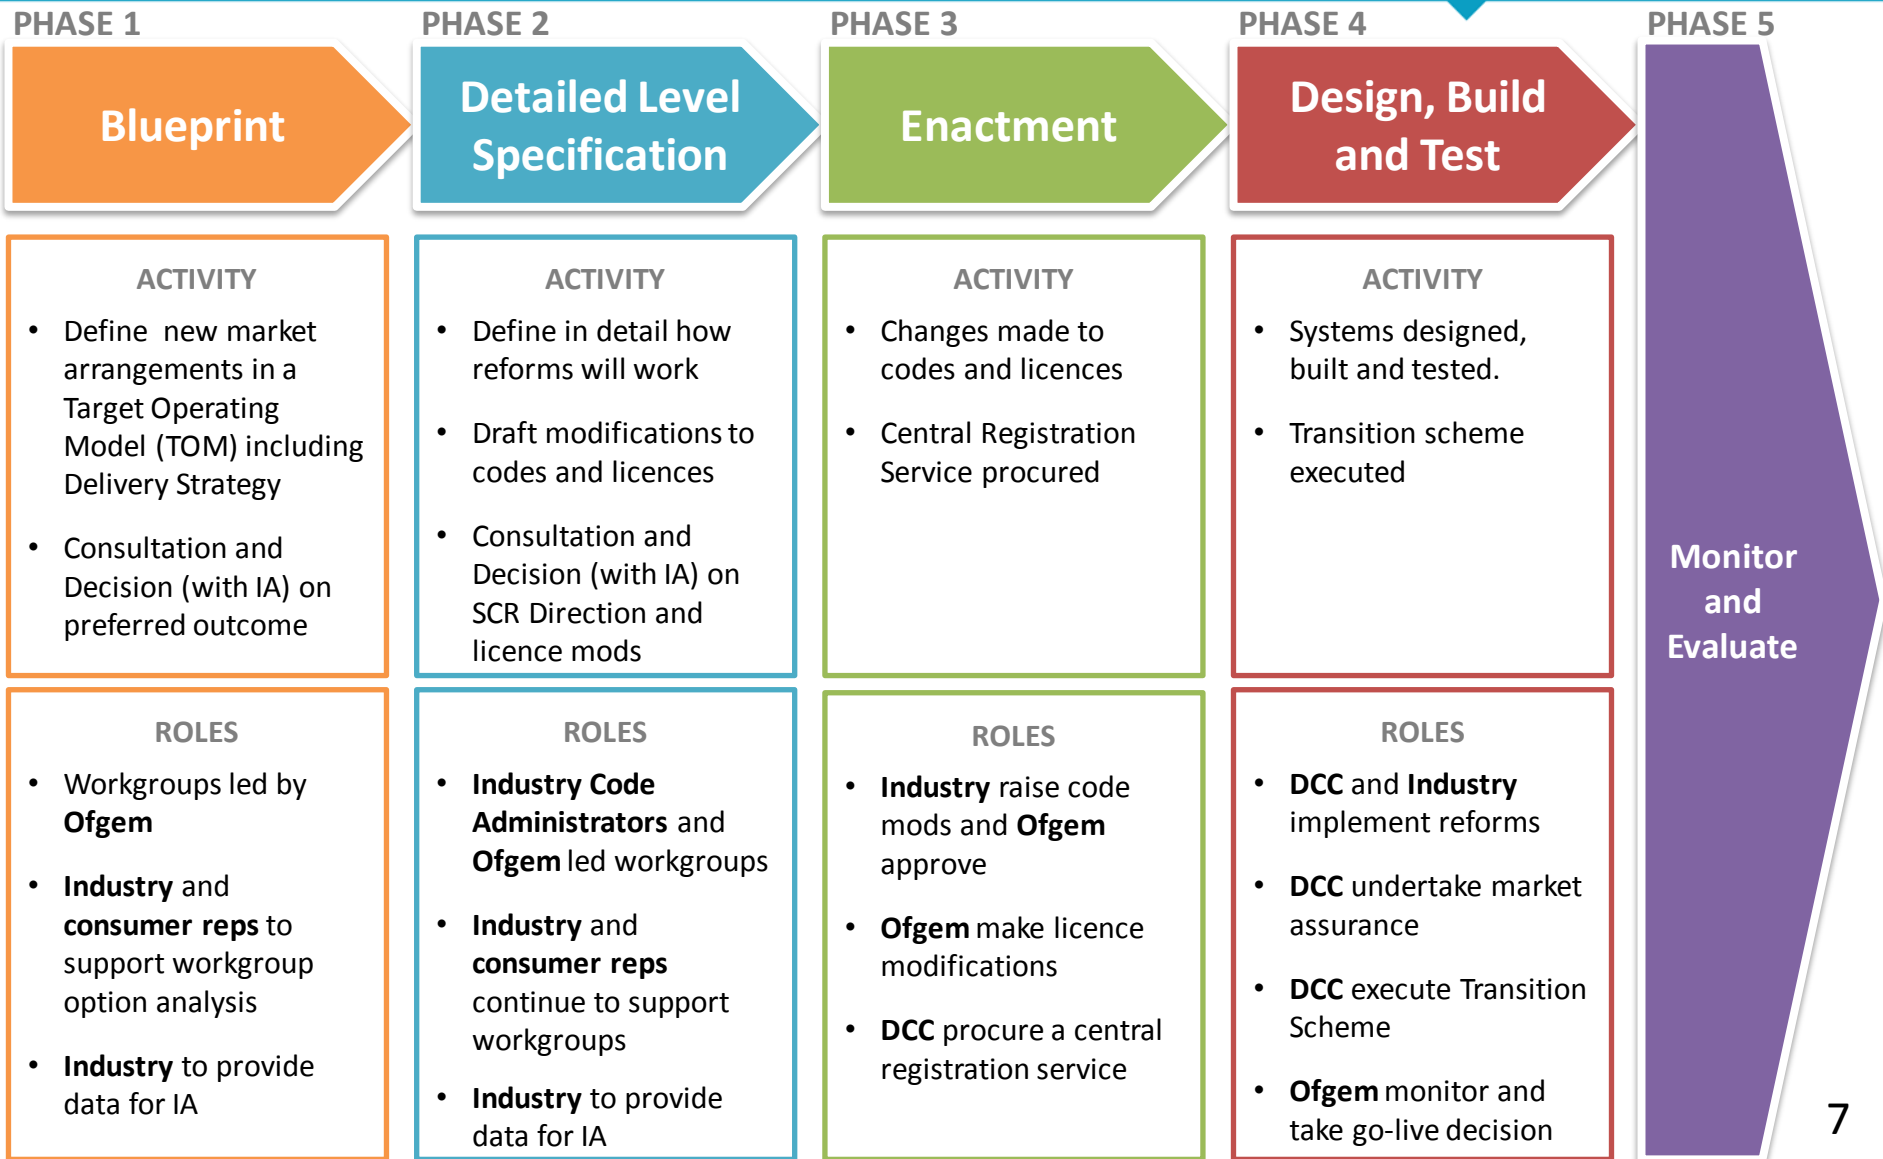 PHASE 1
Blueprint
ACTIVITY
• Define new market
arrangements in a
Target Operating
Model (TOM) including
Delivery Strategy
• Consultation and
Decision (with IA) on
preferred outcome
ROLES
• Workgroups led by
Ofgem
• Industry and
consumer reps to
support workgroup
option analysis
• Industry to provide
data for IA
PHASE 2
Detailed Level
Specification
ACTIVITY
• Define in detail how
reforms will work
• Draft modifications to
codes and licences
• Consultation and
Decision (with IA) on
SCR Direction and
licence mods
ROLES
• Industry Code
Administrators and
Ofgem led workgroups
• Industry and
consumer reps
continue to support
workgroups
• Industry to provide
data for IA
PHASE 3
Enactment
ACTIVITY
• Changes made to
codes and licences
• Central Registration
Service procured
ROLES
• Industry raise code
mods and Ofgem
approve
• Ofgem make licence
modifications
• DCC procure a central
registration service
PHASE 4
Design, Build
and Test
ACTIVITY
• Systems designed,
built and tested.
• Transition scheme
executed
ROLES
• DCC and Industry
implement reforms
• DCC undertake market
assurance
• DCC execute Transition
Scheme
• Ofgem monitor and
take go-live decision
PHASE 5
Monitor
and
Evaluate
7